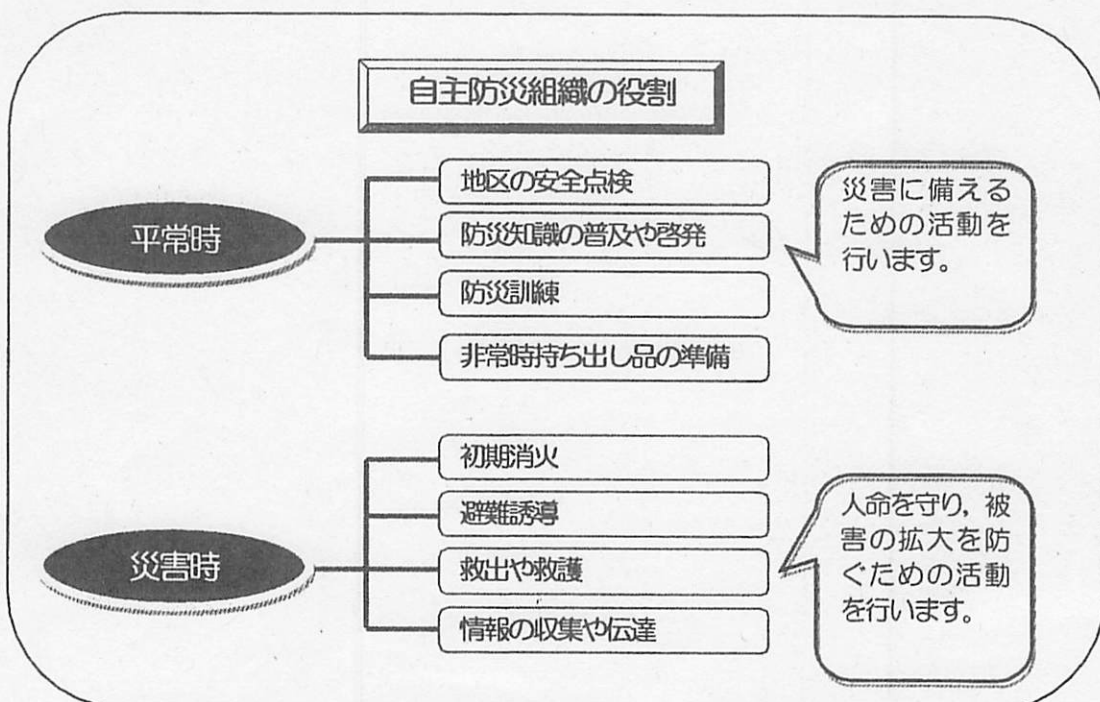 自主防災組織の役割
平常時
地区の安全点検
防災知識の普及や啓発
防災訓練
非常時持ち出し品の準備
災害に備える
ための活動を
行います。
災害時
初期消火
避難誘導
救出や救護
情報の収集や伝達
人命を守り，被
害の拡大を防
ぐための活動
を行います。